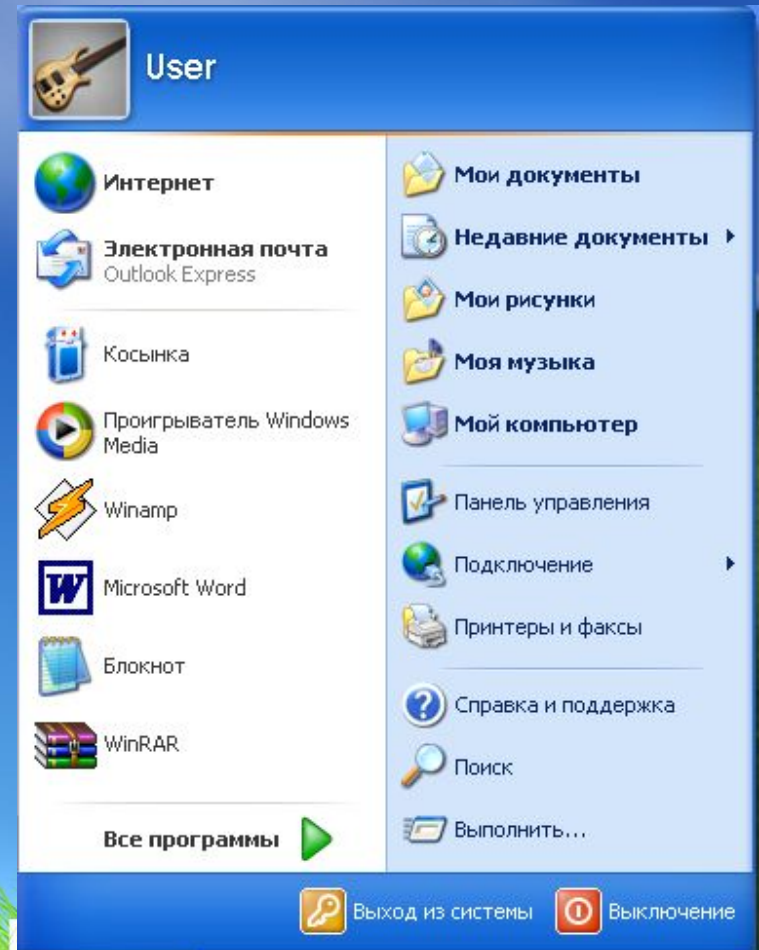 User
Интернет
Электронная почта
Outlook Express
Косынка
Проигрыватель Windows
Media
Winamp
Microsoft Word
Блокнот
WinRAR
Все программы
Мои документы
Недавние документы
Мои рисунки
Моя музыка
Мой компьютер
Панель управления
Подключение
Принтеры и факсы
Справка и поддержка
Поиск
Выполнить...
Выход из системы
Выключение